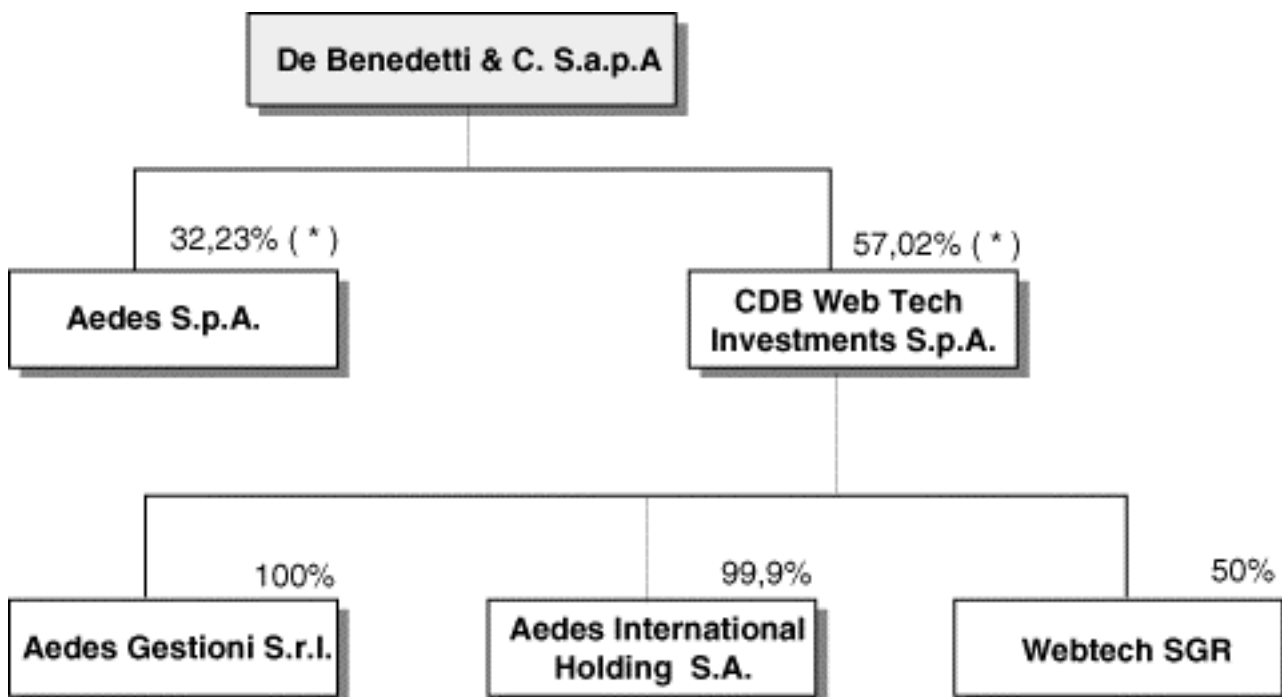 De Benedetti & C. S.a.p.A
32,23% ( * )
57,02% ( * )
Aedes S.p.A.
CDB Web Tech
Investments S.p.A.
100%
99,9%
50%
Aedes Gestioni S.r.l.
Aedes International
Holding S.A.
Webtech SGR